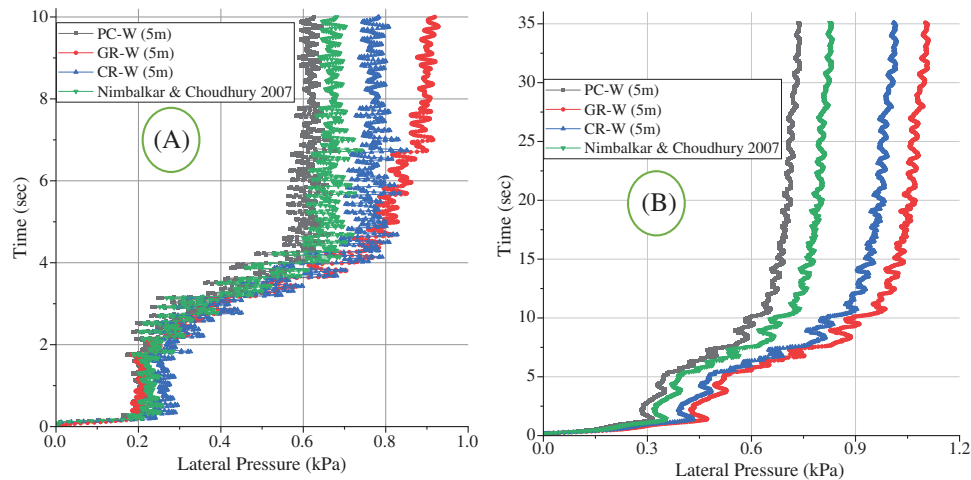 10
8
6
4
2
0
Time (sec)
PC-W (5m)
GR-W (5m)
CR-W (5m)
Nimbalkar & Choudhury 2007
(A)
0.0 0.2 0.4 0.6 0.8 1.0
Lateral Pressure (kPa)
35
30
25
20
15
10
5
0
Time (sec)
PC-W (5m)
GR-W (5m)
CR-W (5m)
Nimbalkar & Choudhury 2007
(B)
0.0 0.3 0.6 0.9 1.2
Lateral Pressure (kPa)